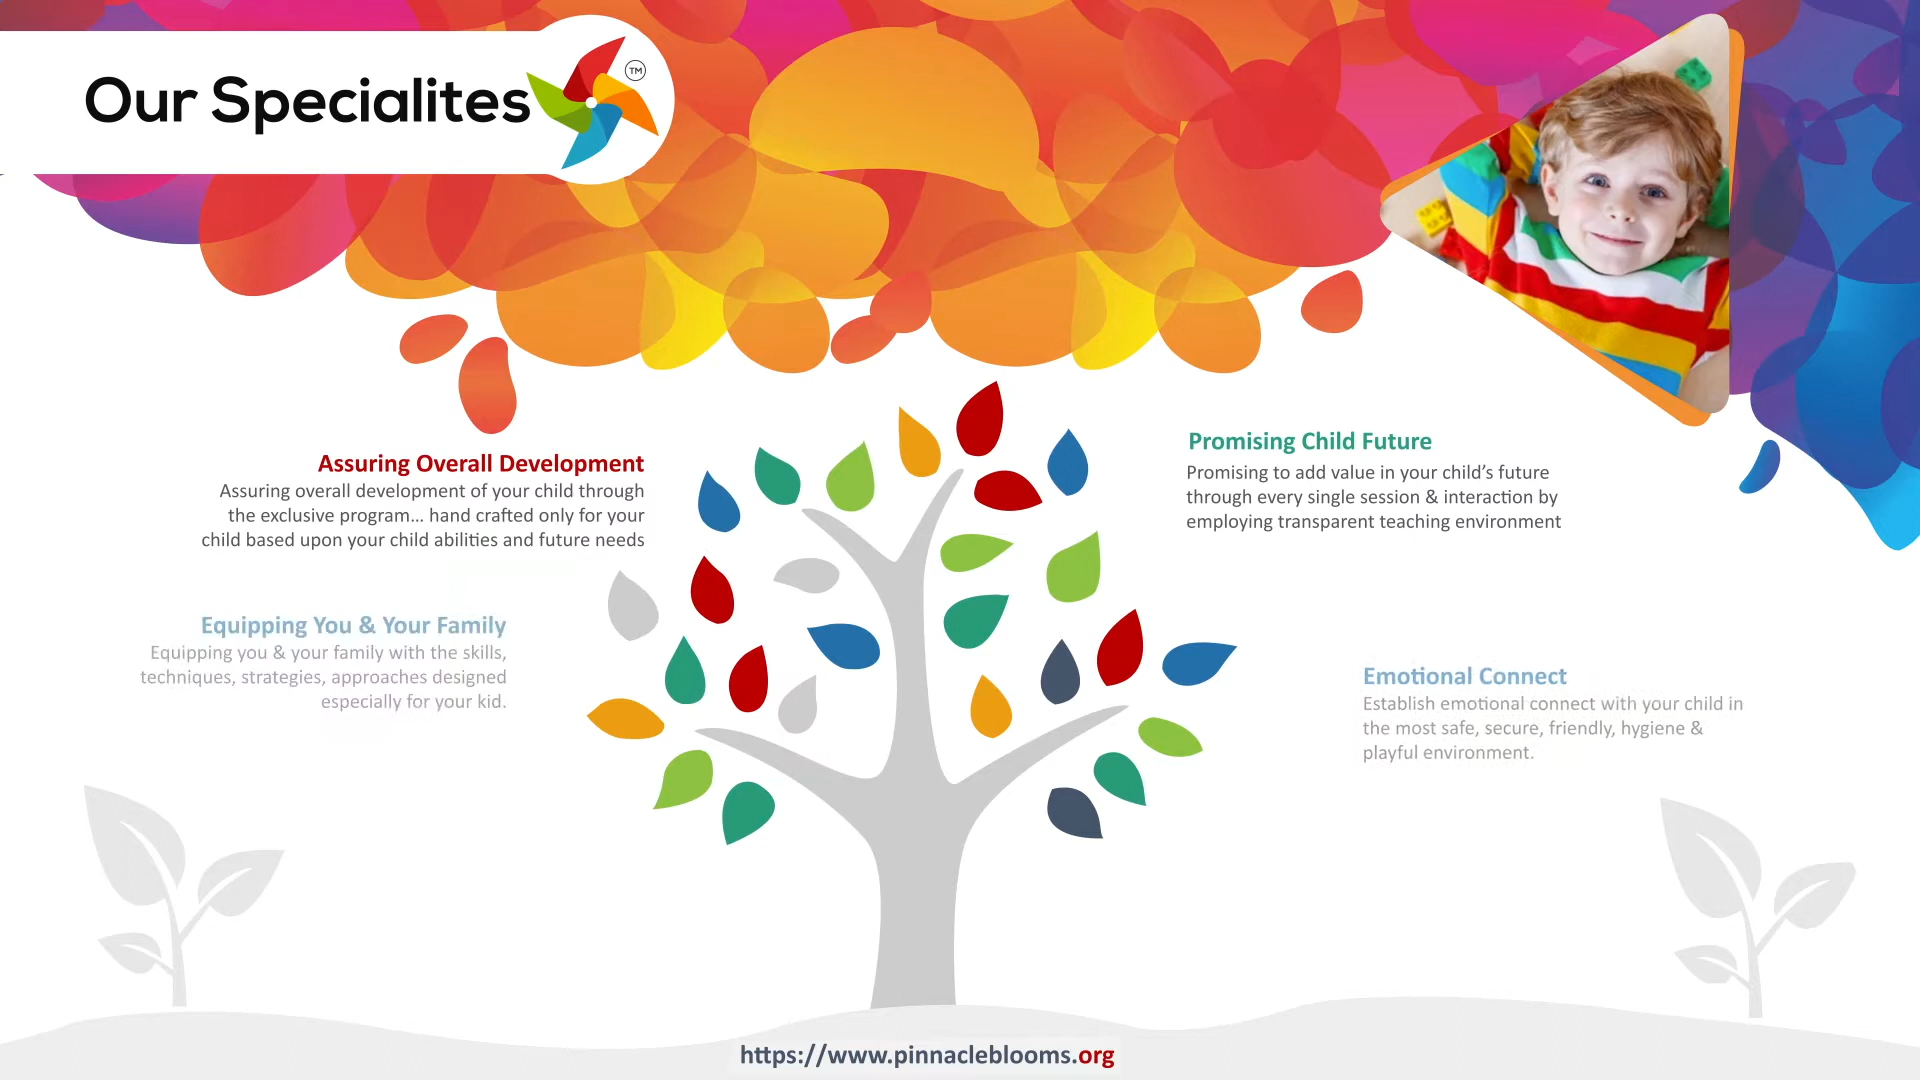 Our Specialites
TM
Assuring Overall Development
Assuring overall development of your child through
the exclusive program... hand crafted only for your
child based upon your child abilities and future needs
Equipping You & Your Family
Equipping you & your family with the skills,
techniques, strategies, approaches designed
especially for your kid.
Promising Child Future
Promising to add value in your child’s future
through every single session & interaction by
employing transparent teaching environment
Emotional Connect
Establish emotional connect with your child in
the most safe, secure, friendly, hygiene &
playful environment.
https://www.pinnacleblooms.org